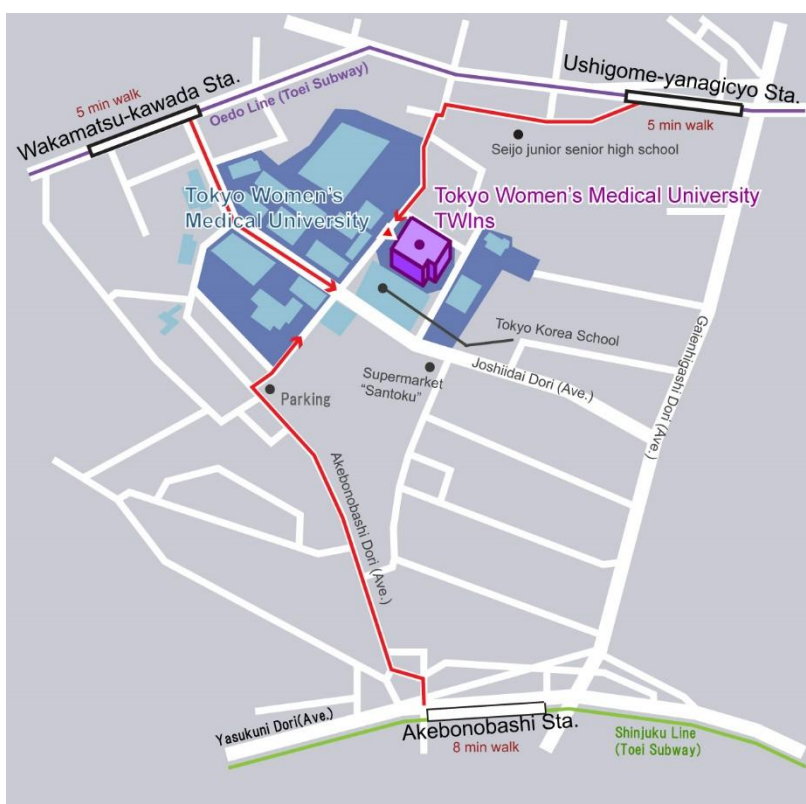 Ushigome-yanagicyo Sta.
5 min walk
Wakamatsu-kawada Sta.
5 min walk
Oedo Line (Toei Subway)
Seijo junior senior high school
Tokyo Women's
Medical University
Tokyo Women's Medical University
TWIns
Tokyo Korea School
Supermarket
"Santoku"
Joshiidai Dori (Ave.)
Gaienhigashi Dori (Ave.)
Parking
Akebonobashi Dori (Ave.)
Yasukuni Dori(Ave.)
Akebonobashi Sta.
8 min walk
Shinjuku Line
(Toei Subway)